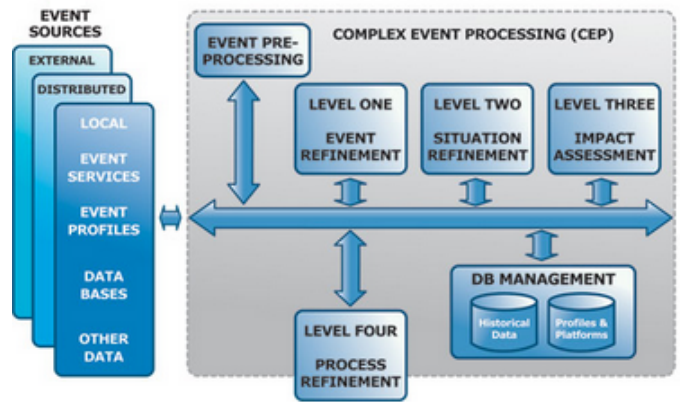 EVENT
SOURCES
EXTERNAL
DISTRIBUTED
LOCAL
EVENT
SERVICES
EVENT
PROFILES
DATA
BASES
OTHER
DATA
COMPLEX EVENT PROCESSING (CEP)
EVENT PRE-
PROCESSING
LEVEL ONE
EVENT
REFINEMENT
LEVEL TWO
SITUATION
REFINEMENT
LEVEL THREE
IMPACT
ASSESSMENT
LEVEL FOUR
PROCESS
REFINEMENT
DB MANAGEMENT
Historical
Data
Profiles &
Platforms